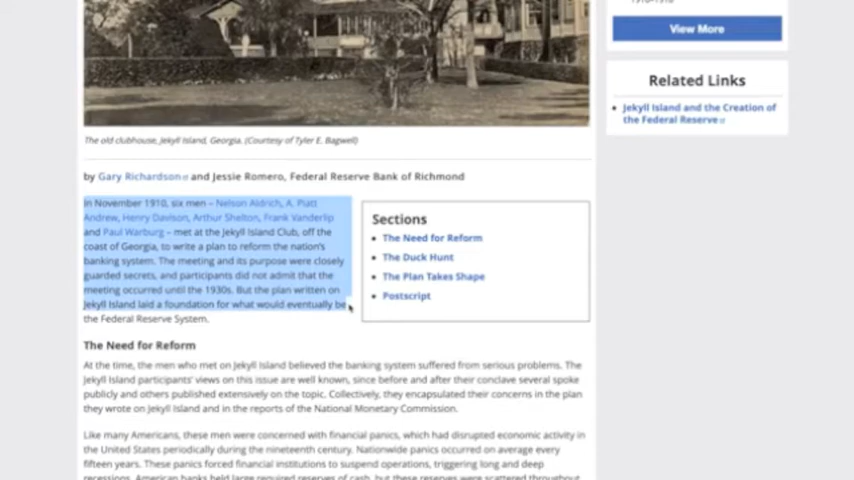 View More
Related Links
Jekyll Island and the Creation of
the Federal Reserve
The old clubhouse, Jekyll Island, Georgia. (Courtesy of Tyler E. Bagwell)
by Gary Richardson and Jessie Romero, Federal Reserve Bank of Richmond
In November 1910, six men – Nelson Aldrich, A. Piatt
Andrew, Henry Davison, Arthur Shelton, Frank Vanderlip
and Paul Warburg – met at the Jekyll Island Club, off the
coast of Georgia, to write a plan to reform the nation's
banking system. The meeting and its purpose were closely
guarded secrets, and participants did not admit that the
meeting occurred until the 1930s. But the plan written on
Jekyll Island laid a foundation for what would eventually be
the Federal Reserve System.
Sections
The Need for Reform
The Duck Hunt
The Plan Takes Shape
Postscript
The Need for Reform
At the time, the men who met on Jekyll Island believed the banking system suffered from serious problems. The
Jekyll Island participants' views on this issue are well known, since before and after their conclave several spoke
publicly and others published extensively on the topic. Collectively, they encapsulated their concerns in the plan
they wrote on Jekyll Island and in the reports of the National Monetary Commission.
Like many Americans, these men were concerned with financial panics, which had disrupted economic activity in
the United States periodically during the nineteenth century. Nationwide panics occurred on average every
fifteen years. These panics forced financial institutions to suspend operations, triggering long and deep
recessions. American banks held large required reserves of cash, but these reserves were scattered throughout